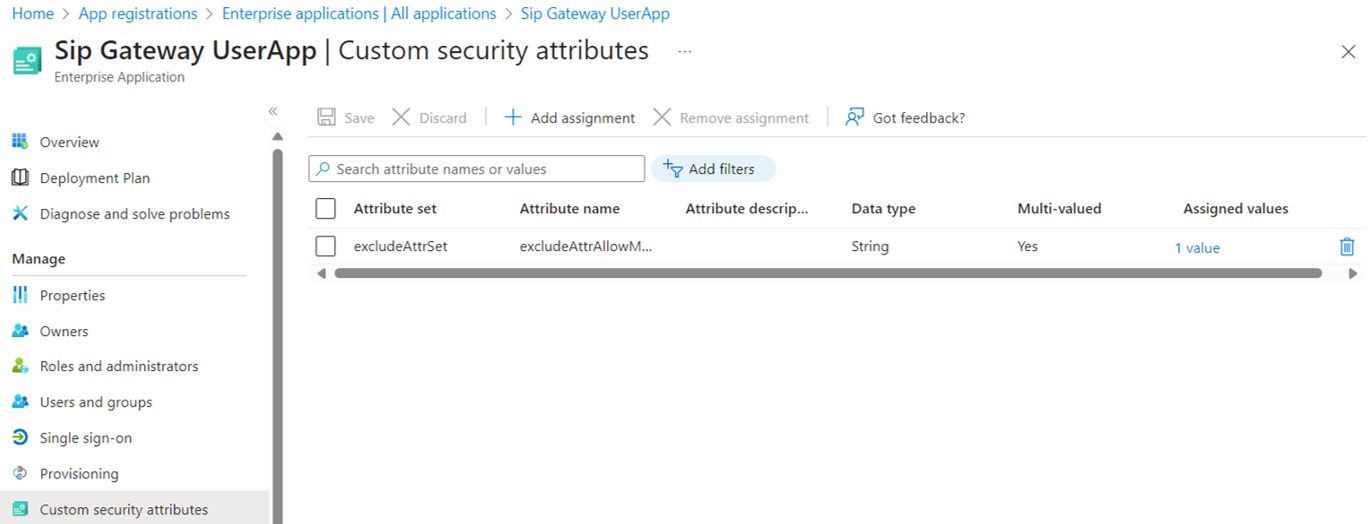 Home > App registrations > Enterprise applications | All applications > Sip Gateway UserApp
Sip Gateway UserApp | Custom security attributes ...
Enterprise Application
Save Discard Add assignment Remove assignment Got feedback?
Overview
Deployment Plan
Diagnose and solve problems
Manage
Properties
Owners
Roles and administrators
Users and groups
Single sign-on
Provisioning
Custom security attributes
Search attribute names or values Add filters
Attribute set Attribute name Attribute descrip... Data type Multi-valued Assigned values
excludeAttrSet excludeAttrAllowM... String Yes 1 value